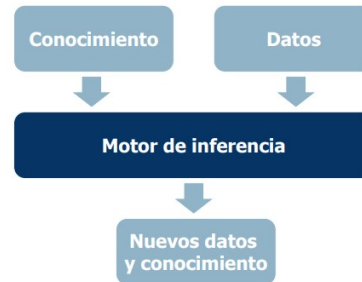 Conocimiento
Datos
Motor de inferencia
Nuevos datos
y conocimiento